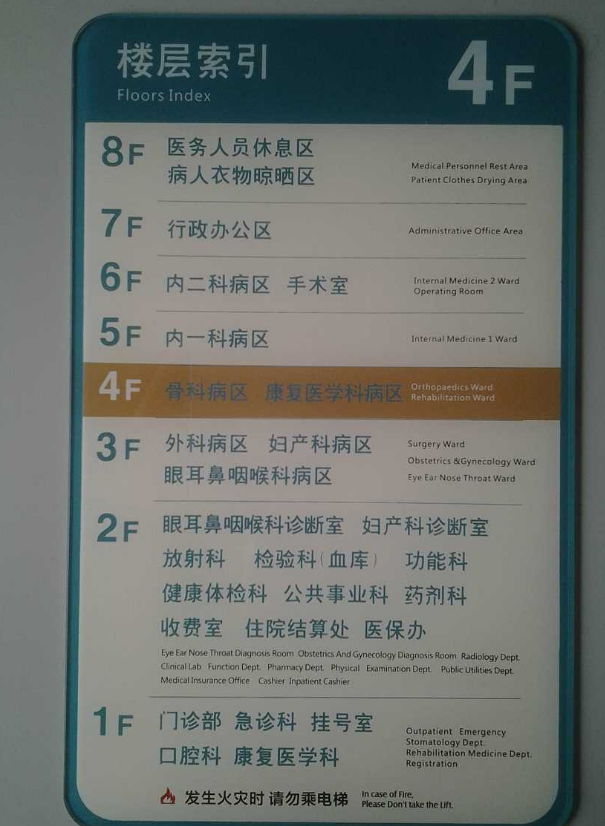 楼层索引
Floors Index
4F
8F 医务人员休息区
病人衣物晾晒区
Medical Personnel Rest Area
Patient Clothes Drying Area
7F 行政办公区 Administrative Office Area
6F 内二科病区 手术室
Internal Medicine 2 Ward
Operating Room
5F 内一科病区 Internal Medicine 1 Ward
4F 骨科病区 康复医学科病区
Orthopaedics Ward
Rehabilitation Ward
3F 外科病区 妇产科病区
眼耳鼻咽喉科病区
Surgery Ward
Obstetrics &Gynecology Ward
Eye Ear Nose Throat Ward
2F 眼耳鼻咽喉科诊断室 妇产科诊断室
放射科 检验科(血库) 功能科
健康体检科 公共事业科 药剂科
收费室 住院结算处 医保办
Eye Ear Nose Throat Diagnosis Room Obstetrics And Gynecology Diagnosis Room Radiology Dept.
Clinical Lab Function Dept. Pharmacy Dept. Physical Examination Dept. Public Utilities Dept.
Medical Insurance Office Cashier Inpatient Cashier
1F 门诊部 急诊科 挂号室
口腔科 康复医学科
Outpatient Emergency
Stomatology Dept.
Rehabilitation Medicine Dept.
Registration
发生火灾时 请勿乘电梯
In case of Fire,
Please Don't take the Lift.